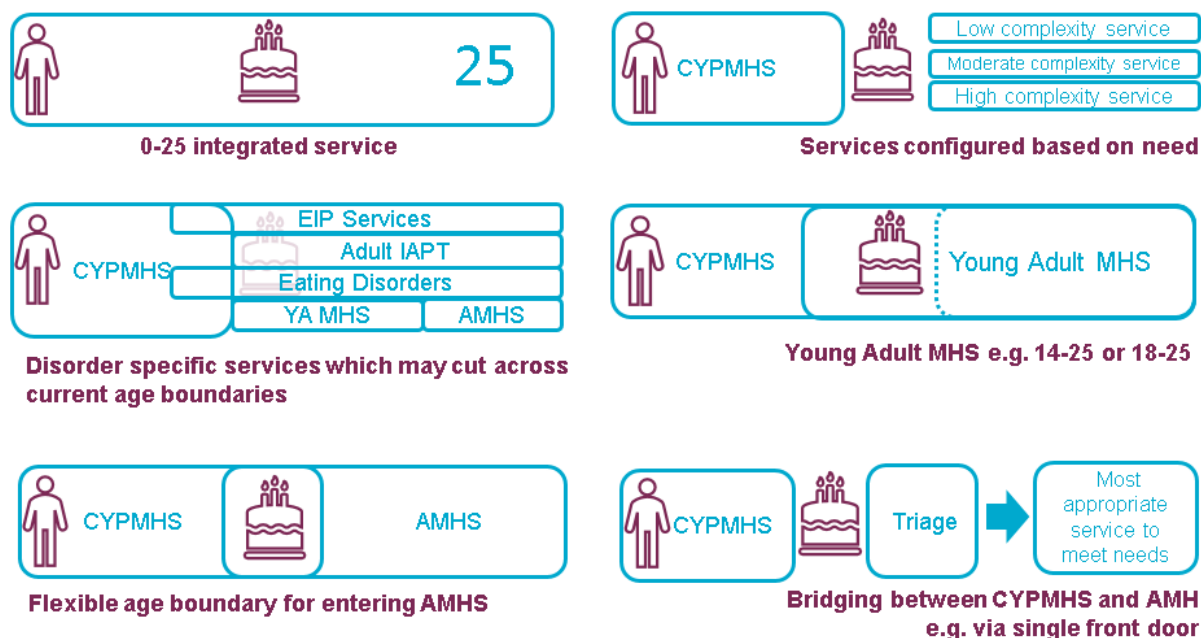 25
0-25 integrated service
CYPMHS
Low complexity service
Moderate complexity service
High complexity service
Services configured based on need
CYPMHS
EIP Services
Adult IAPT
Eating Disorders
YA MHS
AMHS
Disorder specific services which may cut across
current age boundaries
CYPMHS
Young Adult MHS
Young Adult MHS e.g. 14-25 or 18-25
CYPMHS
AMHS
Flexible age boundary for entering AMHS
CYPMHS
Triage
Most
appropriate
service to
meet needs
Bridging between CYPMHS and AMH
e.g. via single front door